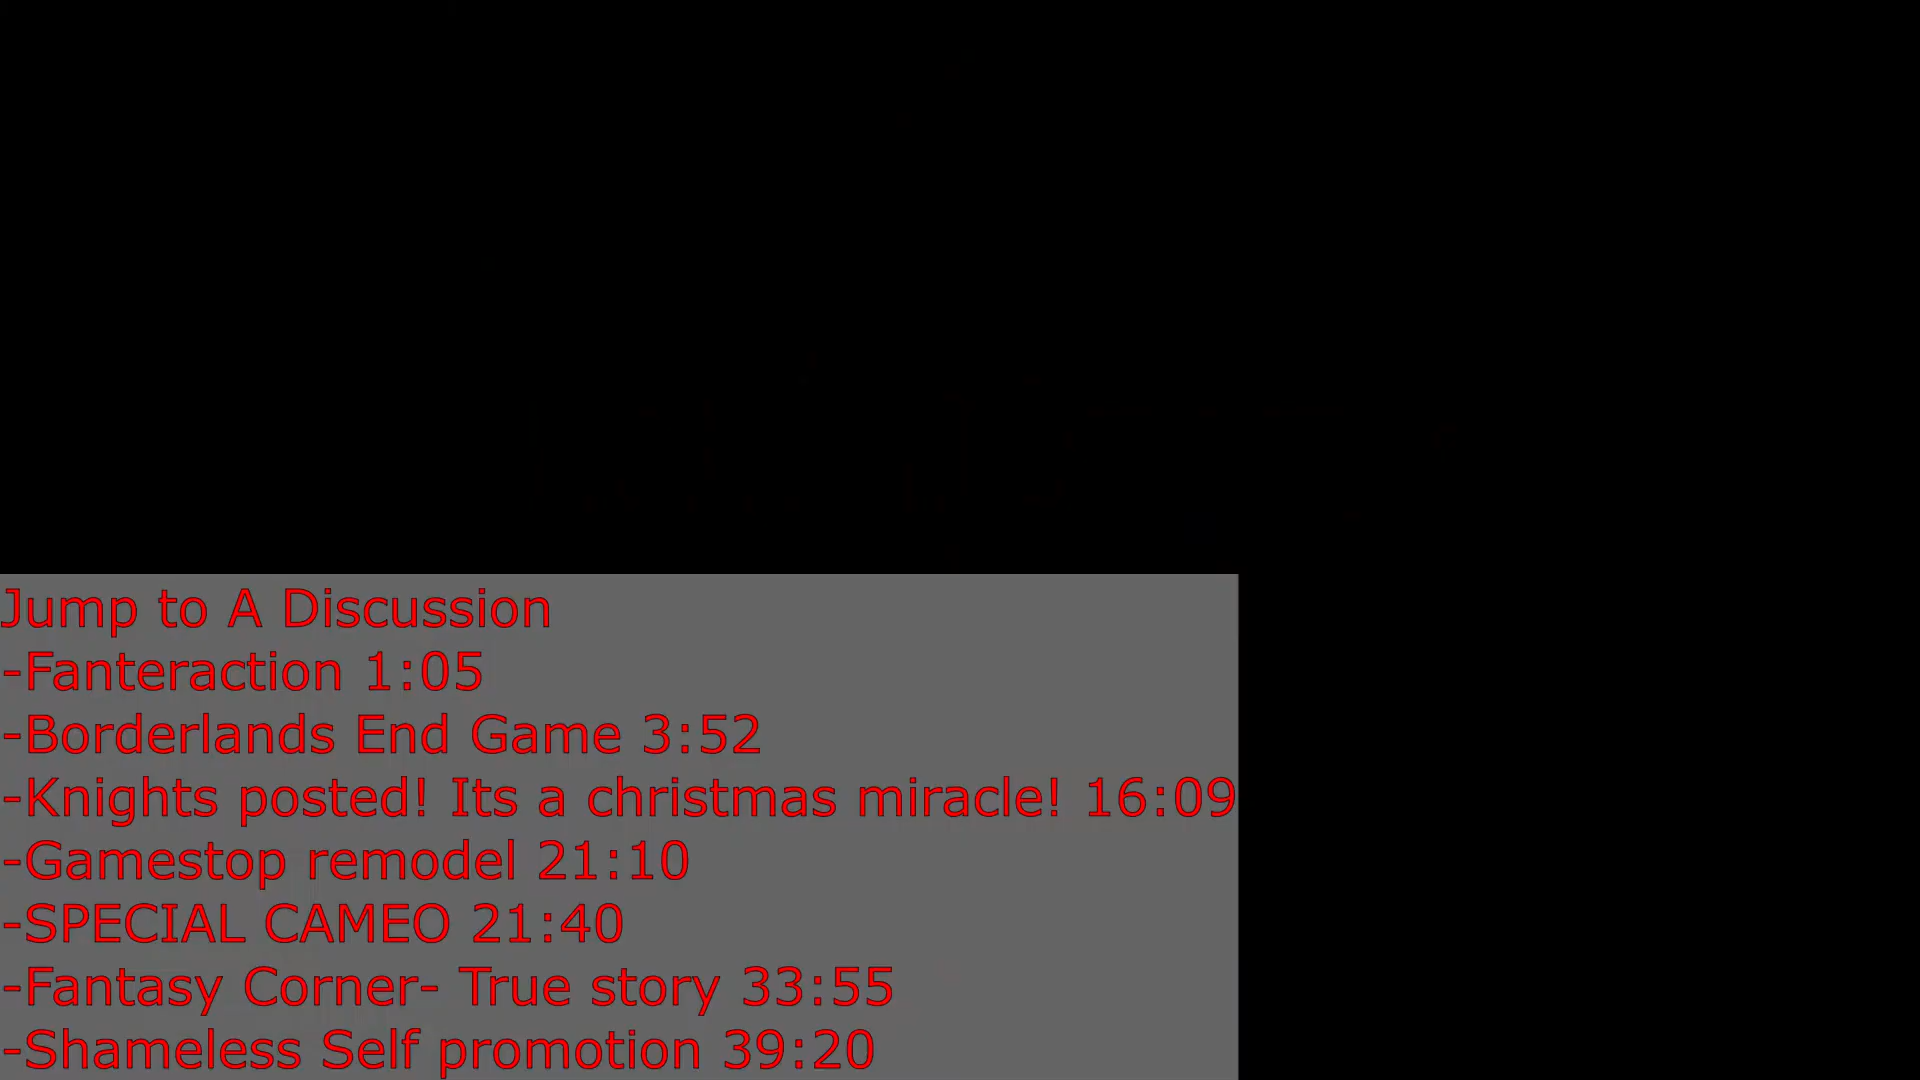 Jump to A Discussion
-Fanteraction 1:05
-Borderlands End Game 3:52
-Knights posted! Its a christmas miracle! 16:09
-Gamestop remodel 21:10
-SPECIAL CAMEO 21:40
-Fantasy Corner- True story 33:55
-Shameless Self promotion 39:20